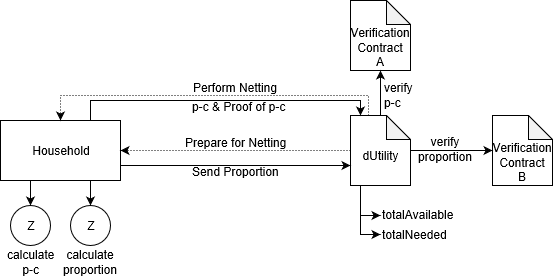 Verification
Contract
A
Perform Netting
verify
p-c
p-c & Proof of p-c
Household
Prepare for Netting
dUtility
verify
proportion
Verification
Contract
B
Send Proportion
totalAvailable
totalNeeded
Z
Z
calculate
p-c
calculate
proportion